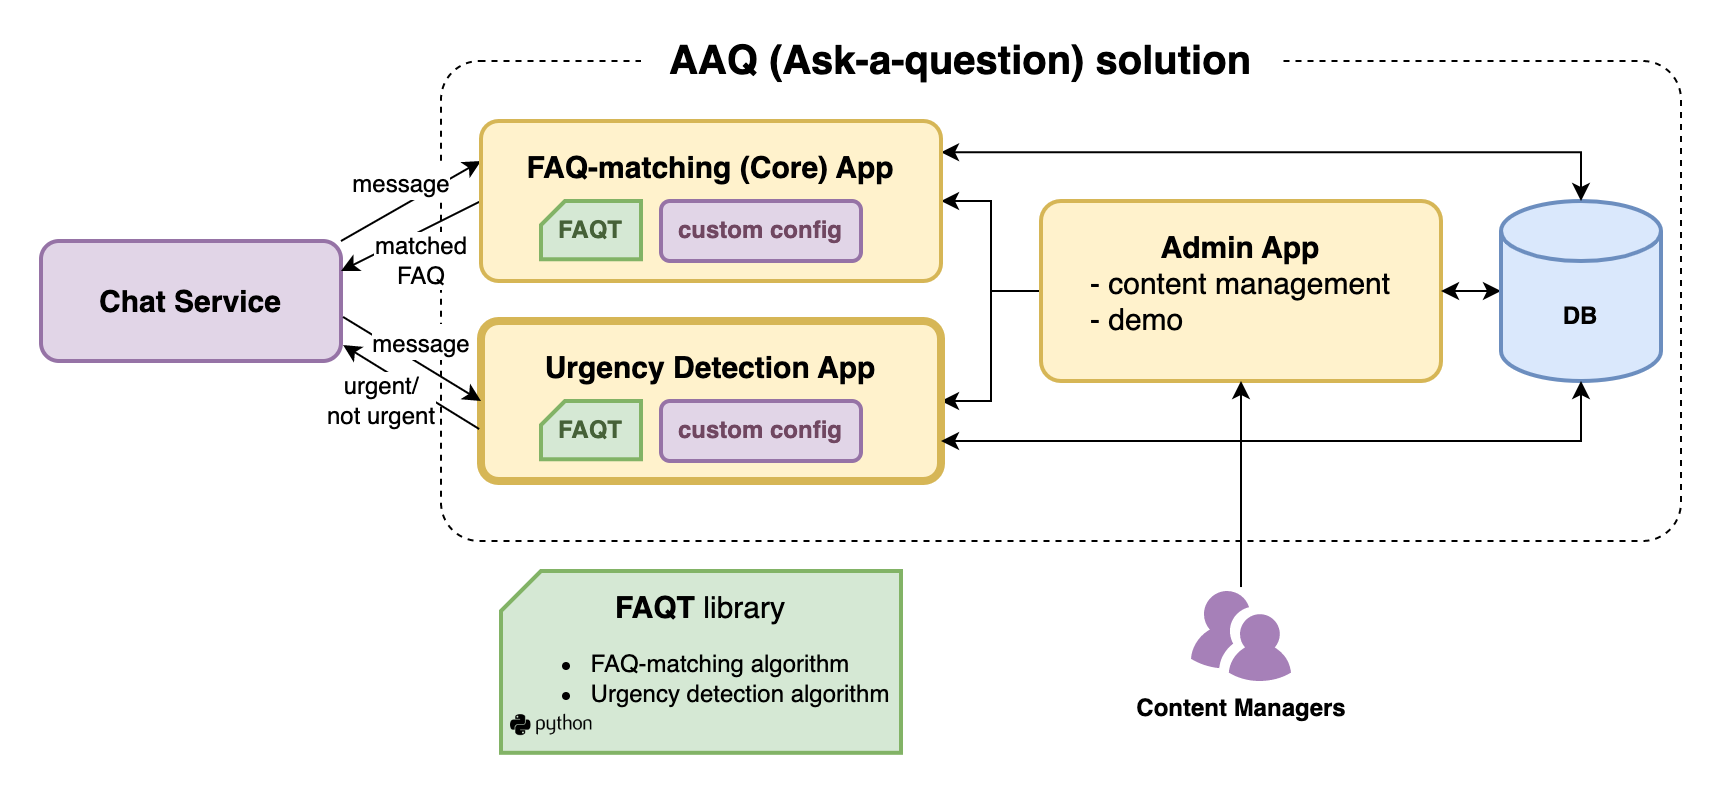 AAQ (Ask-a-question) solution
FAQ-matching (Core) App
FAQT
custom config
message
matched
FAQ
Chat Service
message
urgent/
not urgent
Urgency Detection App
FAQT
custom config
Admin App
- content management
- demo
DB
FAQT library
• FAQ-matching algorithm
• Urgency detection algorithm
python
Content Managers